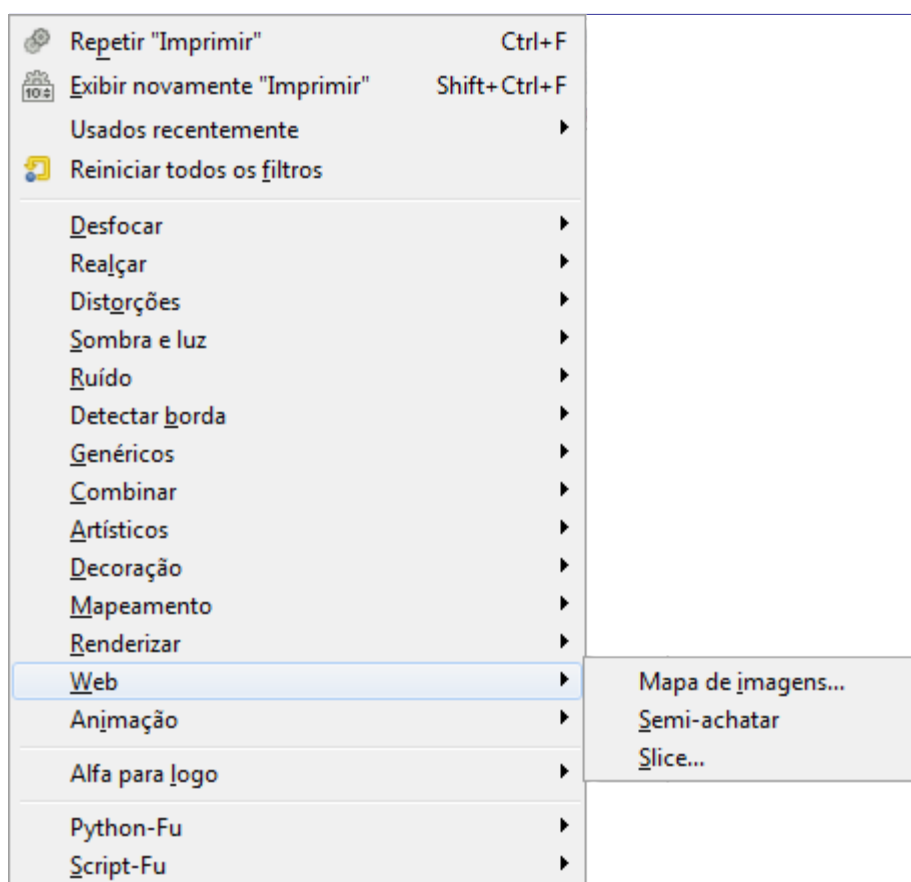 Repetir "Imprimir" Ctrl+F
Exibir novamente "Imprimir" Shift+Ctrl+F
Usados recentemente
Reiniciar todos os filtros
Desfocar
Realçar
Distorções
Sombra e luz
Ruído
Detectar borda
Genéricos
Combinar
Artísticos
Decoração
Mapeamento
Renderizar
Web
Mapa de imagens...
Semi-achatar
Slice...
Animação
Alfa para logo
Python-Fu
Script-Fu